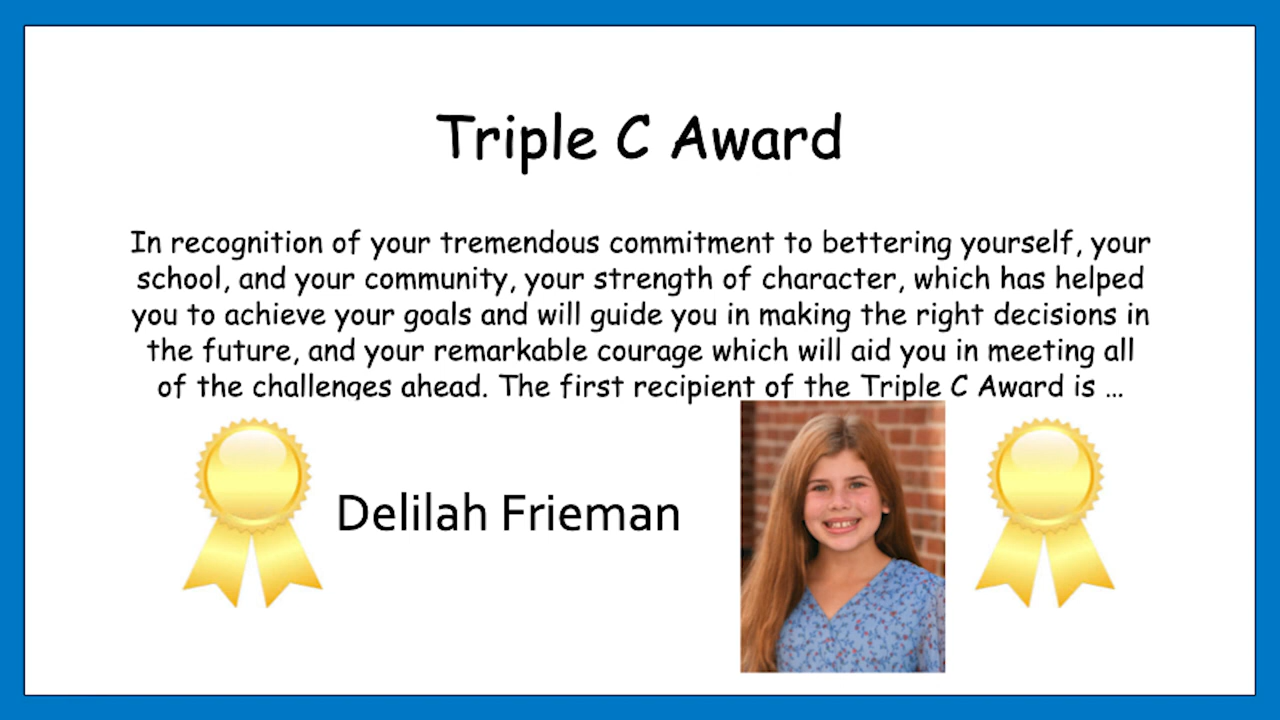 Triple C Award
In recognition of your tremendous commitment to bettering yourself, your
school, and your community, your strength of character, which has helped
you to achieve your goals and will guide you in making the right decisions in
the future, and your remarkable courage which will aid you in meeting all
of the challenges ahead. The first recipient of the Triple C Award is …
Delilah Frieman